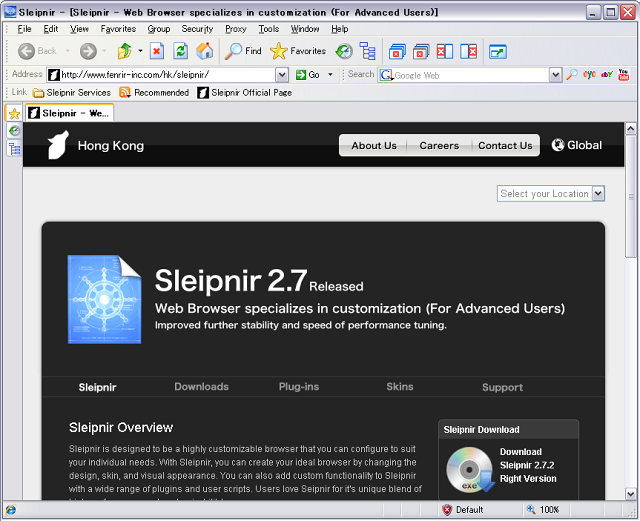 Sleipnir - [Sleipnir - Web Browser specializes in customization (For Advanced Users)]
File Edit View Favorites Group Security Proxy Tools Window Help
Back Find Favorites
Address http://www.fenrir-inc.com/hk/sleipnir/ Go Search Google Web
Link Sleipnir Services Recommended Sleipnir Official Page
Sleipnir - We...
Hong Kong About Us Careers Contact Us Global
Select your Location
Sleipnir 2.7 Released
Web Browser specializes in customization (For Advanced Users)
Improved further stability and speed of performance tuning.
Sleipnir Downloads Plug-ins Skins Support
Sleipnir Overview
Sleipnir is designed to be a highly customizable browser that you can configure to suit
your individual needs. With Sleipnir, you can create your ideal browser by changing the
design, skin, and visual appearance. You can also add custom functionality to Sleipnir
with a wide range of plugins and user scripts. Users love Seipnir for it's unique blend of
Sleipnir Download
Download
Sleipnir 2.7.2
Right Version
exe
Default 100%